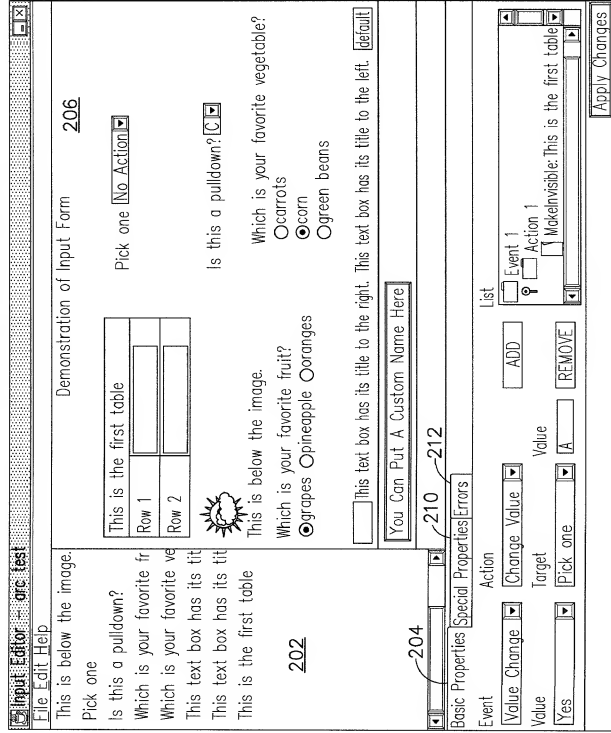 Input Editor - arc test
File Edit Help
This is below the image.
Pick one
Is this a pulldown?
Which is your favorite fr
Which is your favorite ve
This text box has its tit
This text box has its tit
This is the first table
202
Demonstration of Input Form
206
This is the first table
Row 1
Row 2
Pick one No Action
This is below the image.
Is this a pulldown? C
Which is your favorite fruit?
grapes pineapple oranges
Which is your favorite vegetable?
carrots
corn
green beans
This text box has its title to the right. This text box has its title to the left. default
You Can Put A Custom Name Here
204
210
212
Basic Properties Special Properties Errors
Event
Value Change
Action
Change Value
Value
Yes
Target
Pick one
Value
A
ADD
REMOVE
List
Event 1
Action 1
MakeInvisible: This is the first table
Apply Changes